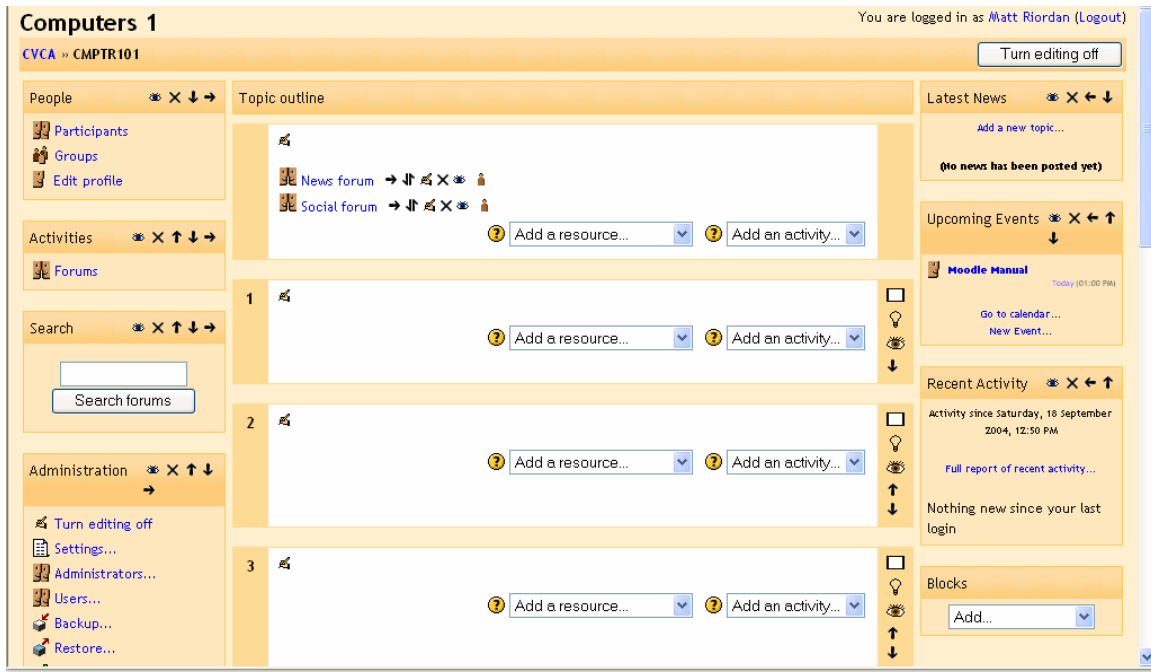 Computers 1
You are logged in as Matt Riordan (Logout)
CVCA » CMPTR101
Turn editing off
People
Participants
Groups
Edit profile
Activities
Forums
Search
Search forums
Administration
Turn editing off
Settings...
Administrators...
Users...
Backup...
Restore...
Topic outline
News forum
Social forum
? Add a resource... ? Add an activity...
1
? Add a resource... ? Add an activity...
2
? Add a resource... ? Add an activity...
3
? Add a resource... ? Add an activity...
Latest News
Add a new topic...
(No news has been posted yet)
Upcoming Events
Moodle Manual
Today (01:00 PM)
Go to calendar...
New Event...
Recent Activity
Activity since Saturday, 18 September
2004, 12:50 PM
Full report of recent activity...
Nothing new since your last
login
Blocks
Add...